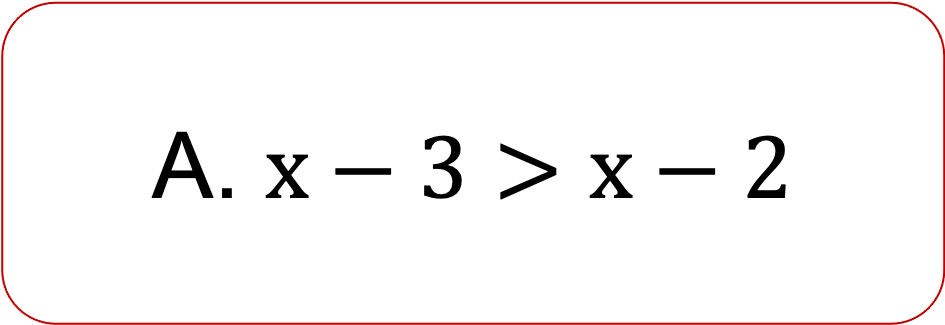 A. x − 3 > x − 2